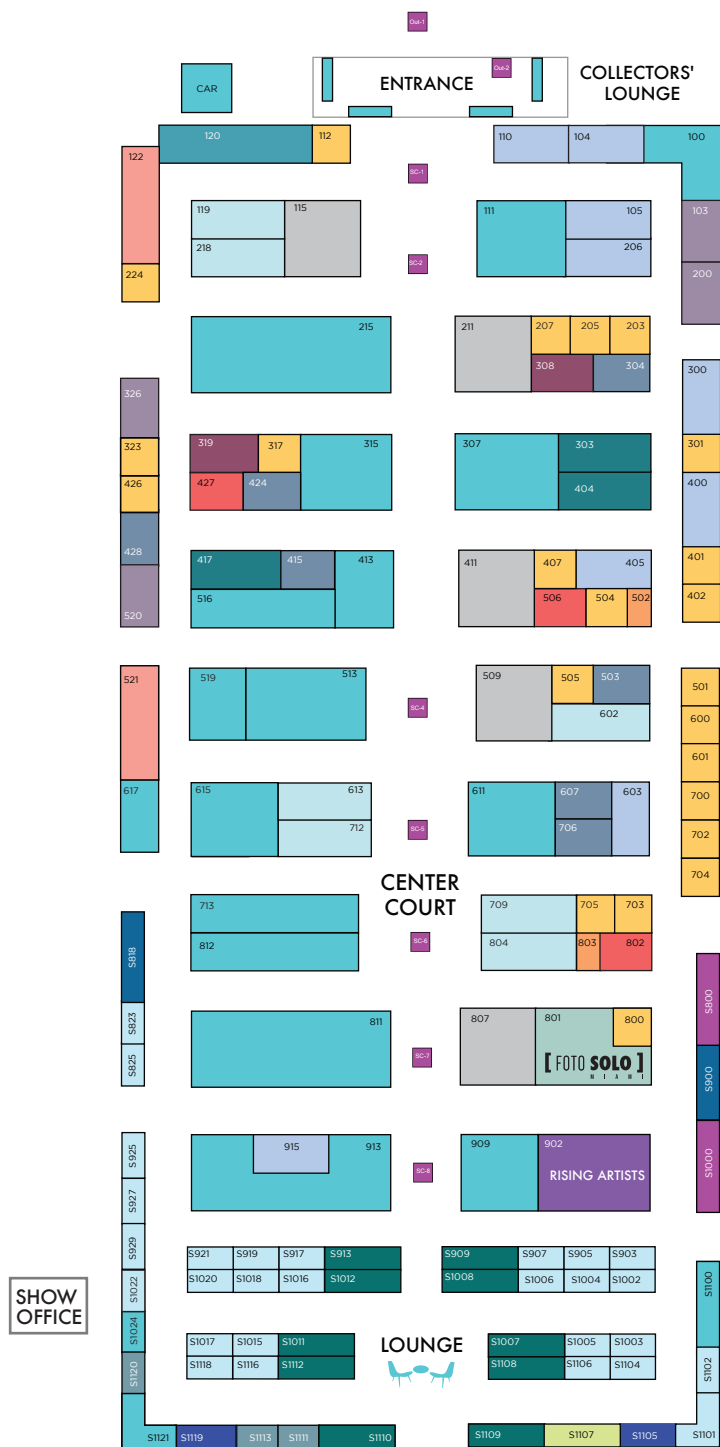 Out-1
Out-2
ENTRANCE
COLLECTORS'
LOUNGE
CAR
120
112
110
104
100
122
SC-1
119
115
111
105
103
218
SC-2
206
200
224
215
211
207
205
203
308
304
300
326
319
317
315
307
303
301
323
427
424
404
400
426
428
417
415
413
411
407
405
401
516
506
504
502
402
520
521
519
513
509
505
503
501
SC-4
602
600
601
617
615
613
611
607
603
700
712
SC-5
706
702
704
CENTER
COURT
713
709
705
703
812
SC-6
804
803
802
S818
S800
S823
811
807
801
800
S825
SC-7
[ FOTO SOLO ]
MIAMI
S900
S925
915
913
909
902
S1000
SC-8
RISING ARTISTS
S927
S929
S921
S919
S917
S913
S909
S907
S905
S903
S1022
S1020
S1018
S1016
S1012
S1008
S1006
S1004
S1002
SHOW
OFFICE
S1024
S1100
S1017
S1015
S1011
LOUNGE
S1007
S1005
S1003
S1120
S1118
S1116
S1112
S1108
S1106
S1104
S1102
S1121
S1119
S1113
S1111
S1110
S1109
S1107
S1105
S1101